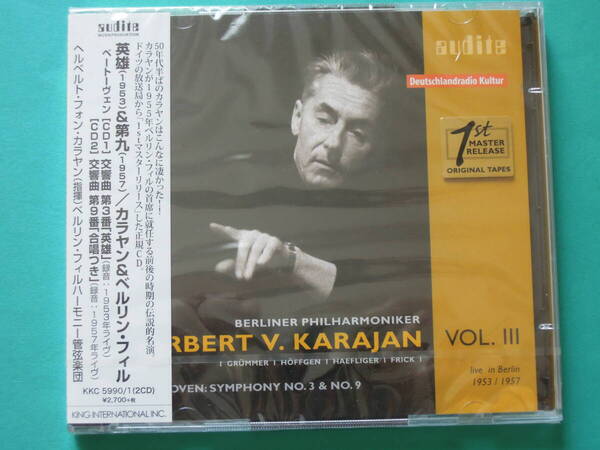 audite
MUSIKPRODUKTION
50年代半ばのカラヤンはこんなに凄かった!!
カラヤンが1955年ベルリン・フィルの首席に就任する前後の時期の伝説的名演、
ドイツの放送局から「1stマスターリリース」した正規CD。
英雄(1953)&第九(1957)/カラヤン&ベルリン・フィル
ベートーヴェン [CD1] 交響曲 第3番「英雄」(録音:1953年ライヴ)
[CD2] 交響曲 第9番「合唱つき」(録音:1957年ライヴ)
ヘルベルト・フォン・カラヤン(指揮)ベルリン・フィルハーモニー管弦楽団
KKC 5990/1(2CD)
¥2,700+税
KING INTERNATIONAL INC.
audite
Deutschlandradio Kultur
1st
MASTER
RELEASE
ORIGINAL TAPES
BERLINER PHILHARMONIKER
RBERT V. KARAJAN
I GRÜMMER I HÖFFGEN I HAEFLIGER I FRICK I
OVEN: SYMPHONY NO. 3 & NO. 9
VOL. III
live in Berlin
1953 / 1957